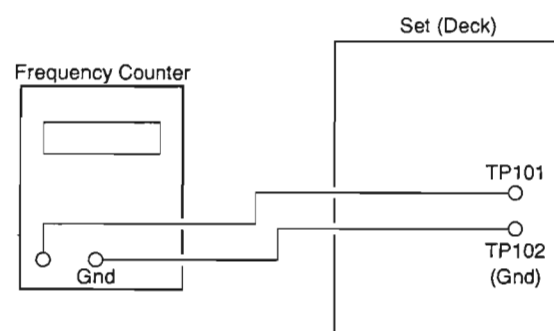 Set (Deck)
Frequency Counter
TP101
TP102
(Gnd)
Gnd